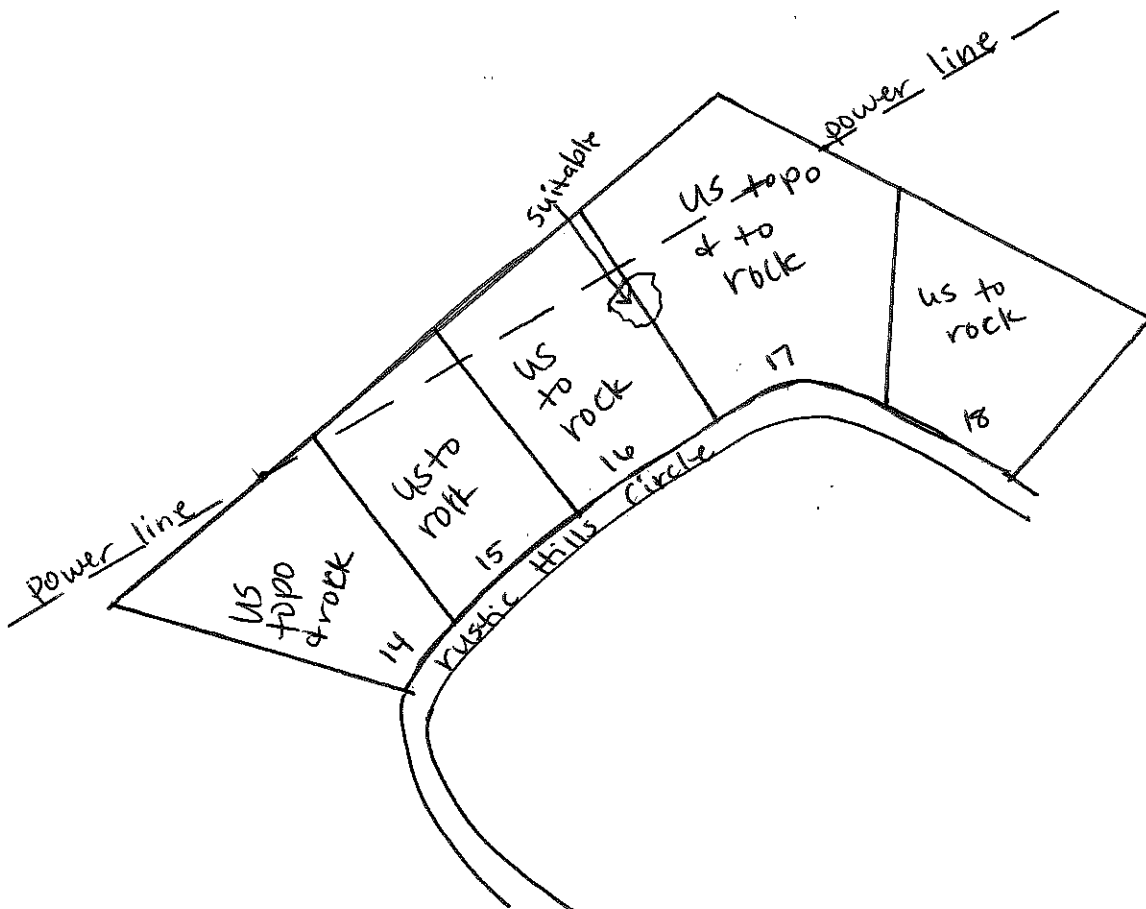 power line
suitable
us topo
& to
rock
us to
rock
us
to
rock
us to
rock
power line
us
topo
& rock
17
18
16
15
14
rustic Hills Circle